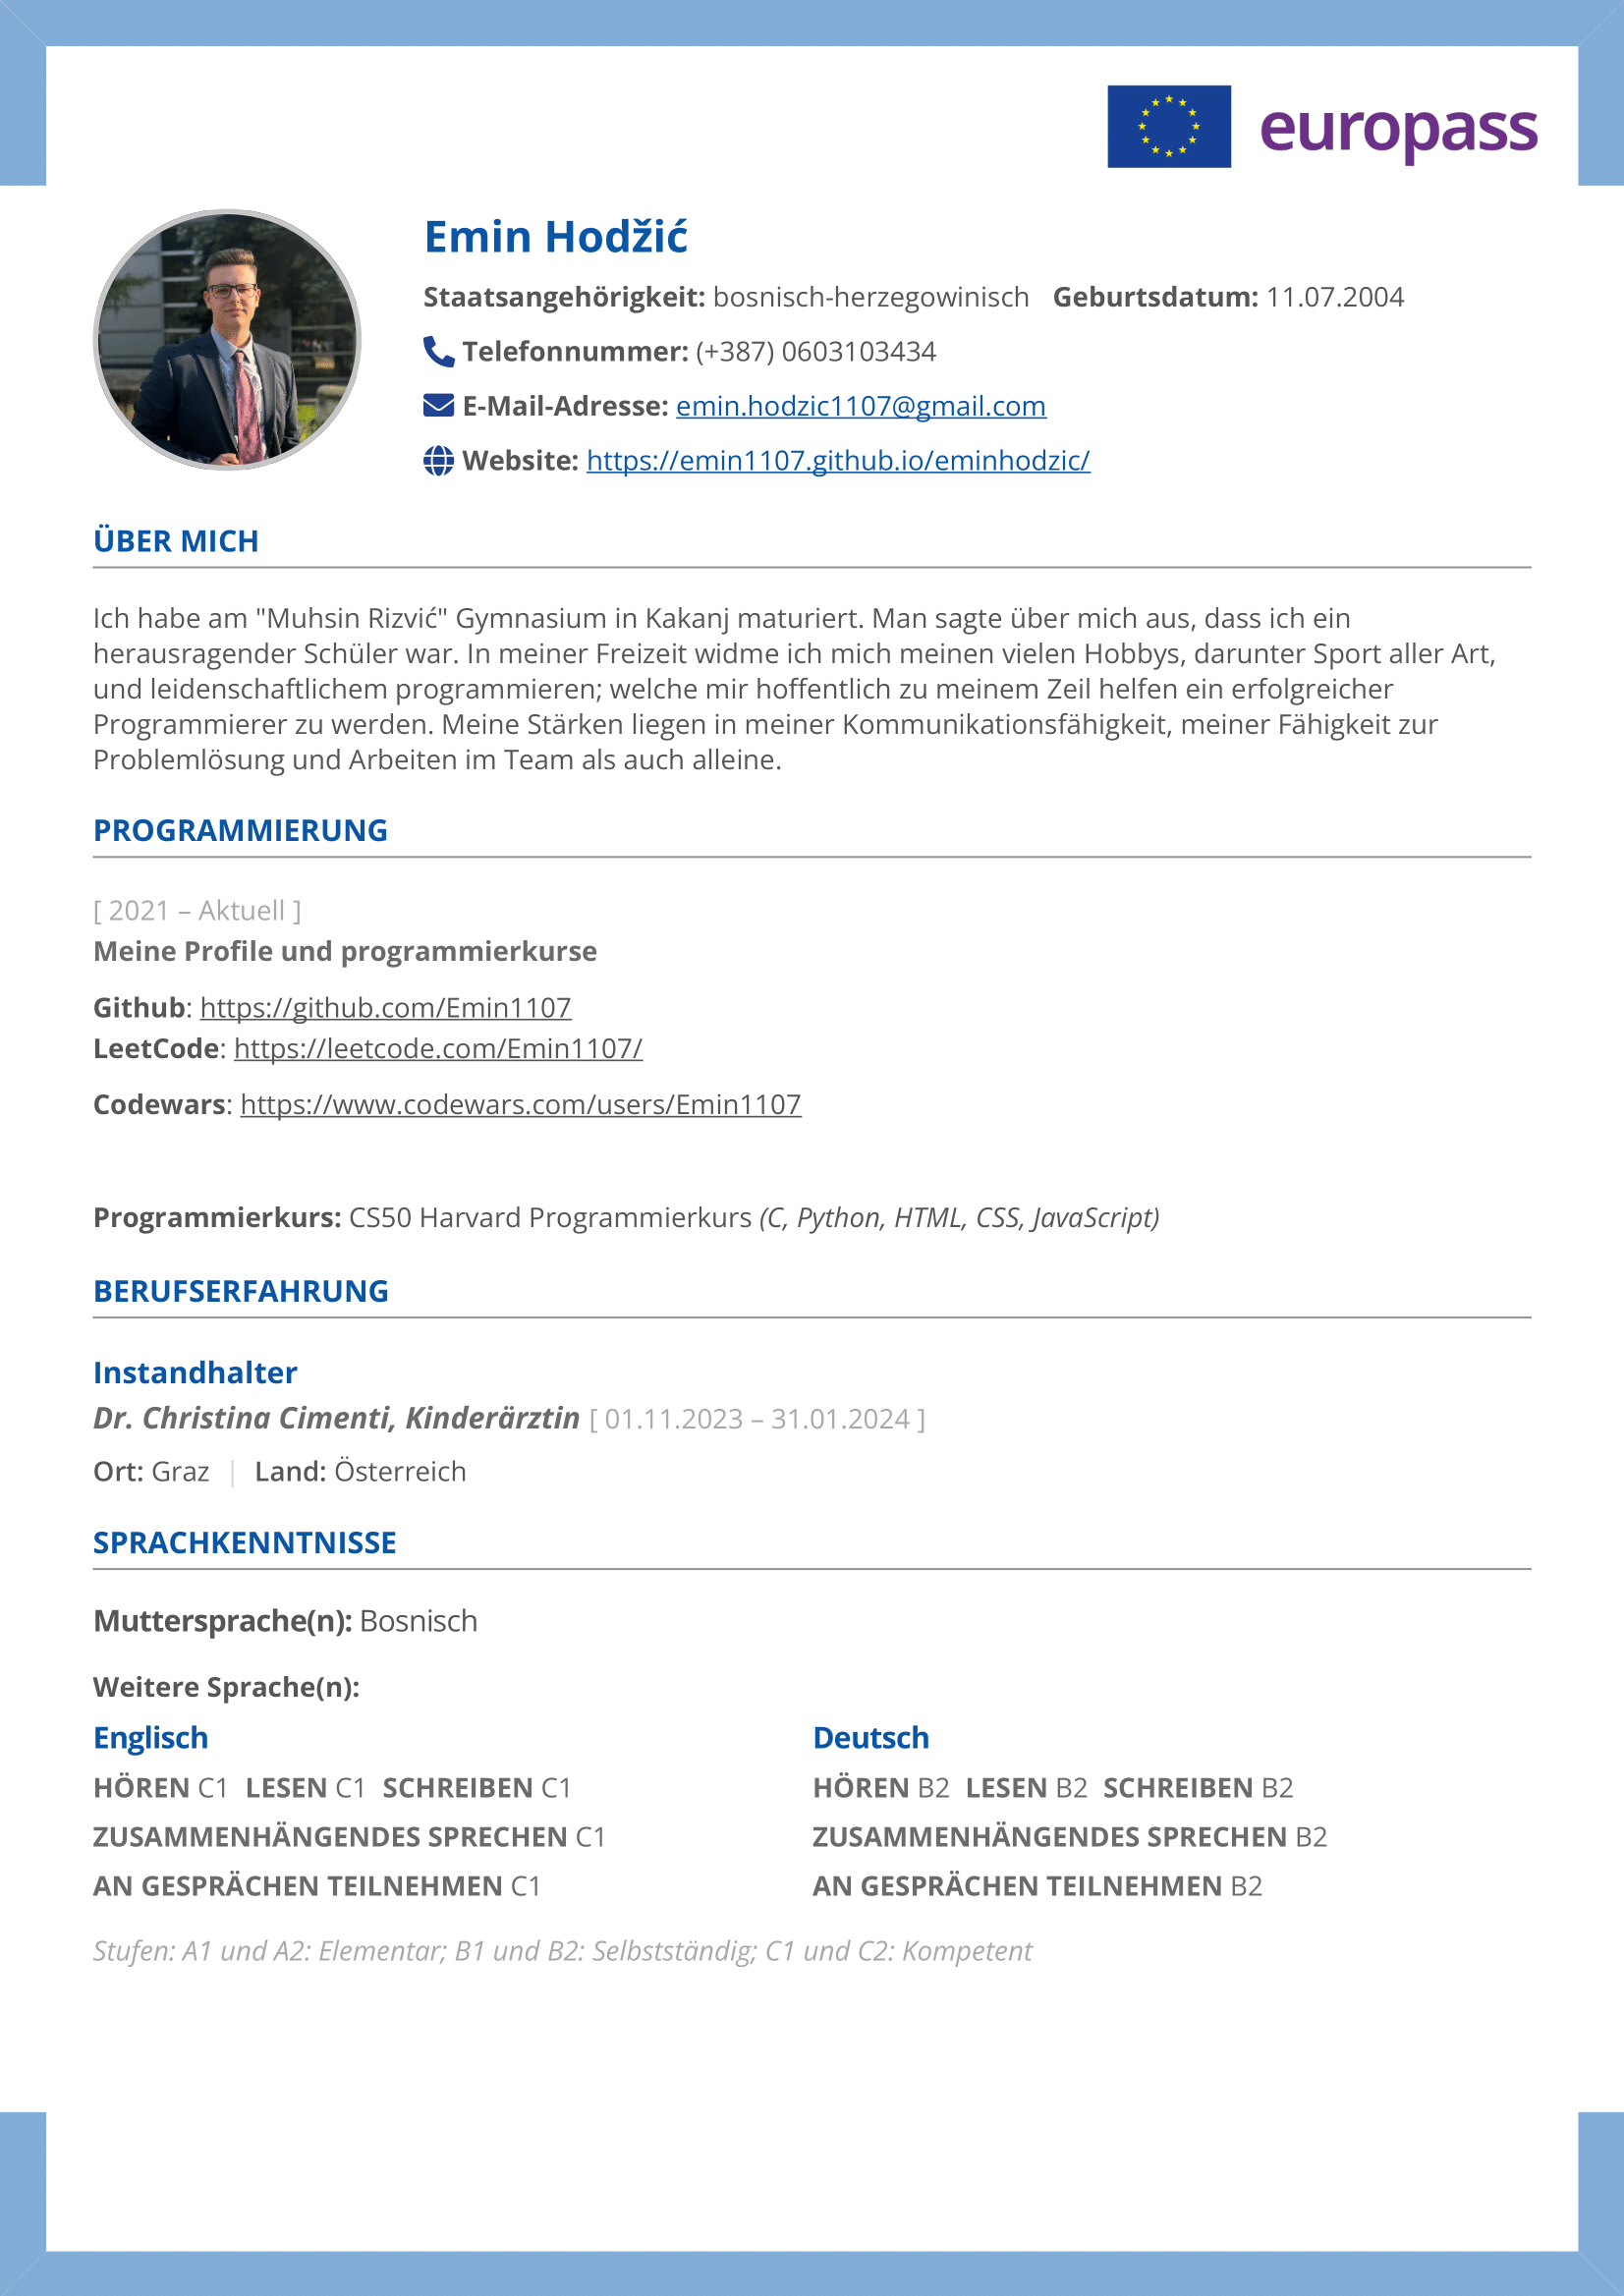 europass
Emin Hodžić
Staatsangehörigkeit: bosnisch-herzegowinisch Geburtsdatum: 11.07.2004
Telefonnummer: (+387) 0603103434
E-Mail-Adresse: emin.hodzic1107@gmail.com
Website: https://emin1107.github.io/eminhodzic/
ÜBER MICH
Ich habe am "Muhsin Rizvić" Gymnasium in Kakanj maturiert. Man sagte über mich aus, dass ich ein
herausragender Schüler war. In meiner Freizeit widme ich mich meinen vielen Hobbys, darunter Sport aller Art,
und leidenschaftlichem programmieren; welche mir hoffentlich zu meinem Zeil helfen ein erfolgreicher
Programmierer zu werden. Meine Stärken liegen in meiner Kommunikationsfähigkeit, meiner Fähigkeit zur
Problemlösung und Arbeiten im Team als auch alleine.
PROGRAMMIERUNG
[ 2021 – Aktuell ]
Meine Profile und programmierkurse
Github: https://github.com/Emin1107
LeetCode: https://leetcode.com/Emin1107/
Codewars: https://www.codewars.com/users/Emin1107
Programmierkurs: CS50 Harvard Programmierkurs (C, Python, HTML, CSS, JavaScript)
BERUFSERFAHRUNG
Instandhalter
Dr. Christina Cimenti, Kinderärztin [ 01.11.2023 – 31.01.2024 ]
Ort: Graz | Land: Österreich
SPRACHKENNTNISSE
Muttersprache(n): Bosnisch
Weitere Sprache(n):
Englisch
HÖREN C1 LESEN C1 SCHREIBEN C1
ZUSAMMENHÄNGENDES SPRECHEN C1
AN GESPRÄCHEN TEILNEHMEN C1
Deutsch
HÖREN B2 LESEN B2 SCHREIBEN B2
ZUSAMMENHÄNGENDES SPRECHEN B2
AN GESPRÄCHEN TEILNEHMEN B2
Stufen: A1 und A2: Elementar; B1 und B2: Selbstständig; C1 und C2: Kompetent